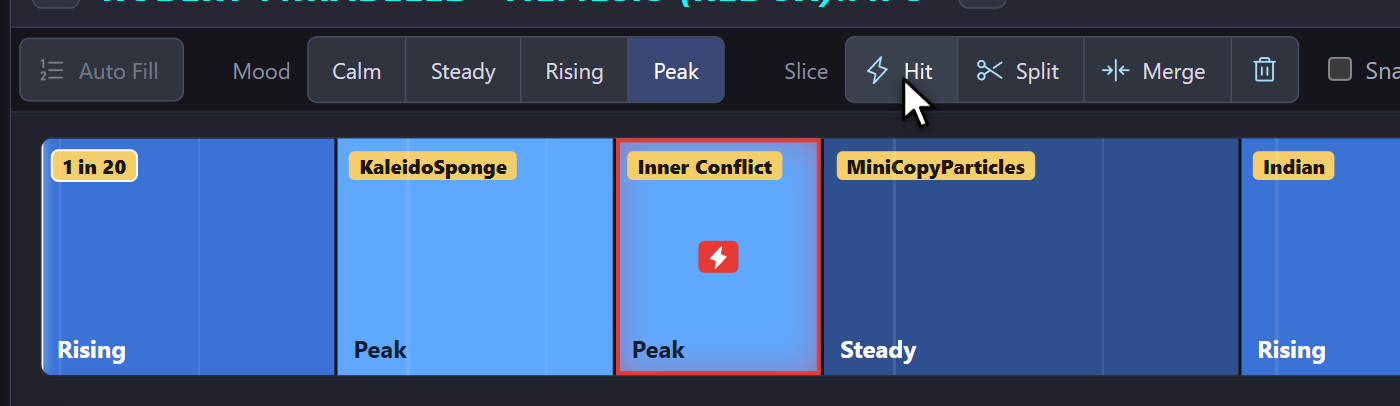 Auto Fill
Mood
Calm
Steady
Rising
Peak
Slice
Hit
Split
Merge
1 in 20
KaleidoSponge
Inner Conflict
MiniCopyParticles
Indian
Rising
Peak
Peak
Steady
Rising